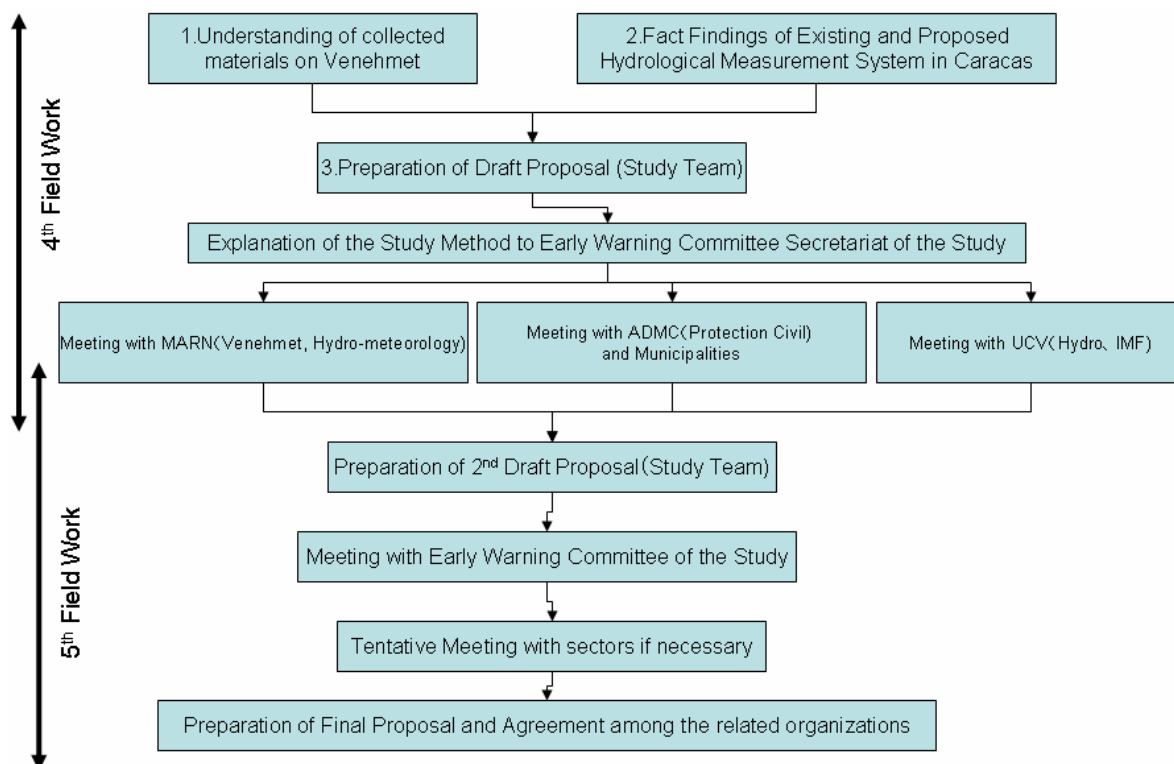 1.Understanding of collected
materials on Venehmet
2.Fact Findings of Existing and Proposed
Hydrological Measurement System in Caracas
4th Field Work
3.Preparation of Draft Proposal (Study Team)
Explanation of the Study Method to Early Warning Committee Secretariat of the Study
Meeting with MARN(Venehmet, Hydro-meteorology)
Meeting with ADMC(Protection Civil)
and Municipalities
Meeting with UCV(Hydro、IMF)
5th Field Work
Preparation of 2nd Draft Proposal(Study Team)
Meeting with Early Warning Committee of the Study
Tentative Meeting with sectors if necessary
Preparation of Final Proposal and Agreement among the related organizations